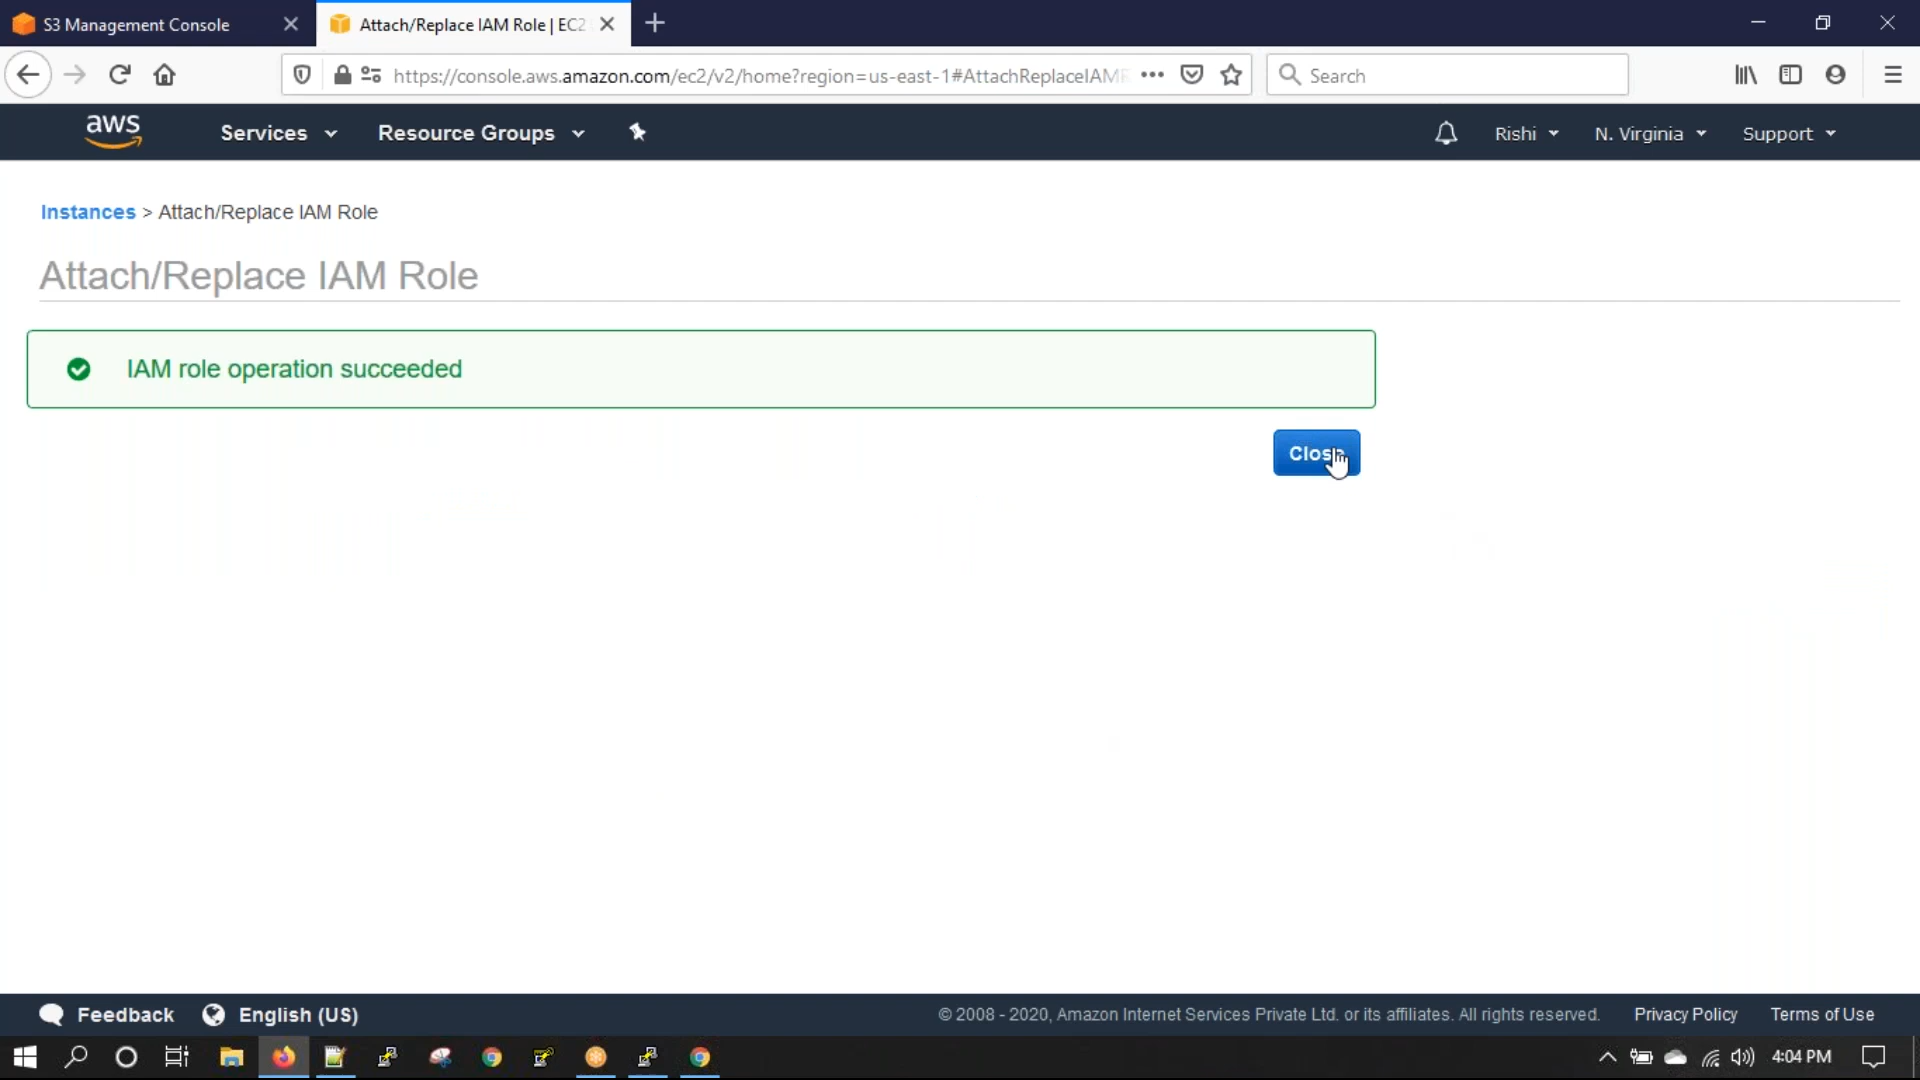 S3 Management Console
Attach/Replace IAM Role | EC2
https://console.aws.amazon.com/ec2/v2/home?region=us-east-1#AttachReplaceIAMR
Search
aws
Services
Resource Groups
Rishi
N. Virginia
Support
Instances > Attach/Replace IAM Role
Attach/Replace IAM Role
IAM role operation succeeded
Close
Feedback
English (US)
© 2008 - 2020, Amazon Internet Services Private Ltd. or its affiliates. All rights reserved.
Privacy Policy
Terms of Use
4:04 PM